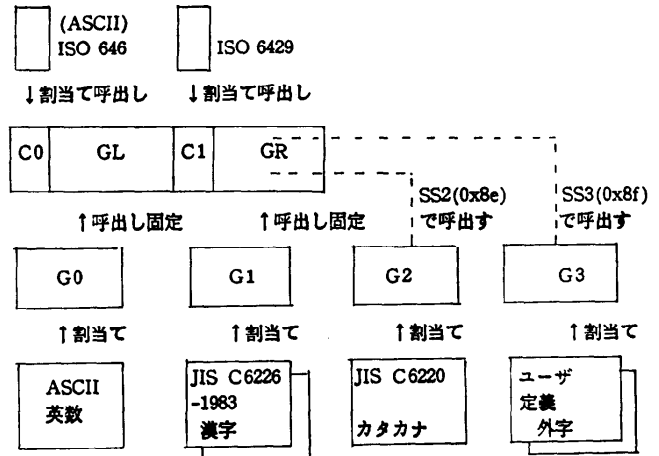 (ASCII)
ISO 646
ISO 6429
↓割当て呼出し
↓割当て呼出し
C0
GL
C1
GR
SS2(0x8e)
で呼出す
SS3(0x8f)
で呼出す
↑呼出し固定
↑呼出し固定
G0
G1
G2
G3
↑割当て
↑割当て
↑割当て
↑割当て
ASCII
英数
JIS C6226
-1983
漢字
JIS C6220
カタカナ
ユーザ
定義
外字